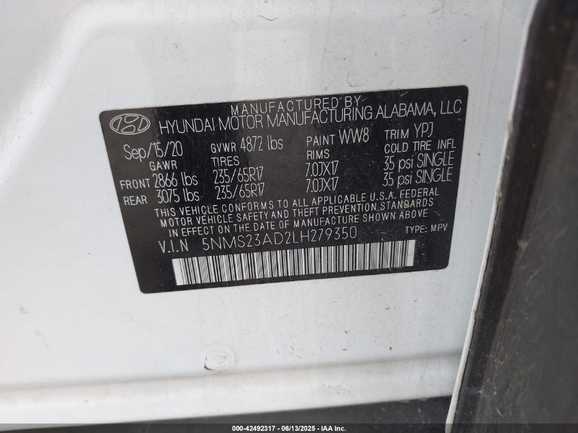 MANUFACTURED BY
HYUNDAI MOTOR MANUFACTURING ALABAMA, LLC
Sep/15/20 GVWR 4872 lbs PAINT WW8 TRIM YPJ
GAWR TIRES RIMS COLD TIRE INFL
FRONT 2866 lbs 235/65R17 7.0JX17 35 psi SINGLE
REAR 3075 lbs 235/65R17 7.0JX17 35 psi SINGLE
THIS VEHICLE CONFORMS TO ALL APPLICABLE U.S.A. FEDERAL
MOTOR VEHICLE SAFETY, BUMPER, AND THEFT PREVENTION STANDARDS
IN EFFECT ON THE DATE OF MANUFACTURE SHOWN ABOVE.
V.I.N 5NMS23AD2LH279350 TYPE: MPV
000-42492317 - 06/13/2025 - IAA Inc.